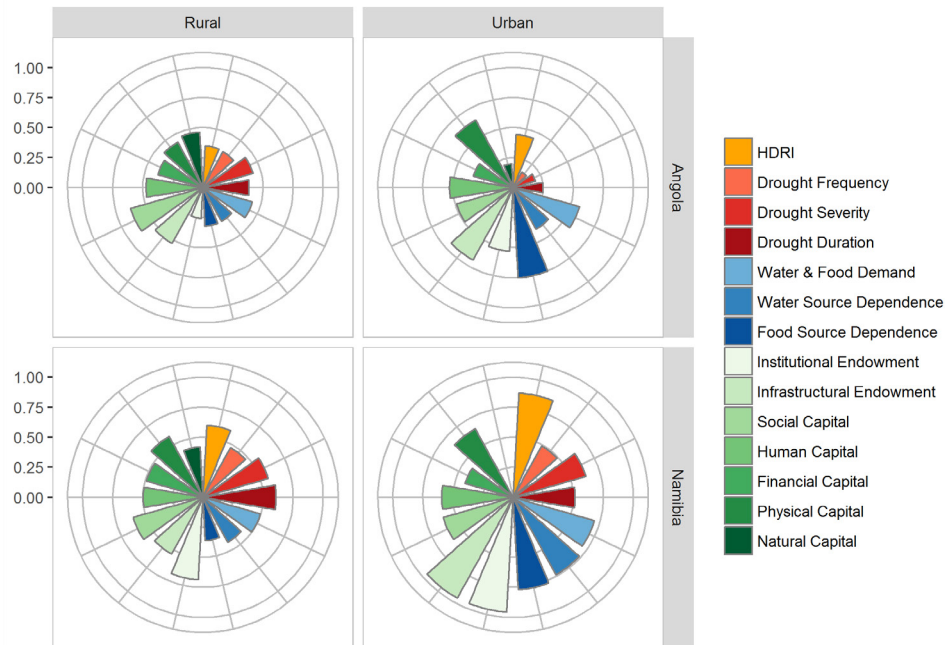 Rural
Urban
1.00
0.75
0.50
0.25
0.00
Angola
1.00
0.75
0.50
0.25
0.00
Namibia
HDRI
Drought Frequency
Drought Severity
Drought Duration
Water & Food Demand
Water Source Dependence
Food Source Dependence
Institutional Endowment
Infrastructural Endowment
Social Capital
Human Capital
Financial Capital
Physical Capital
Natural Capital